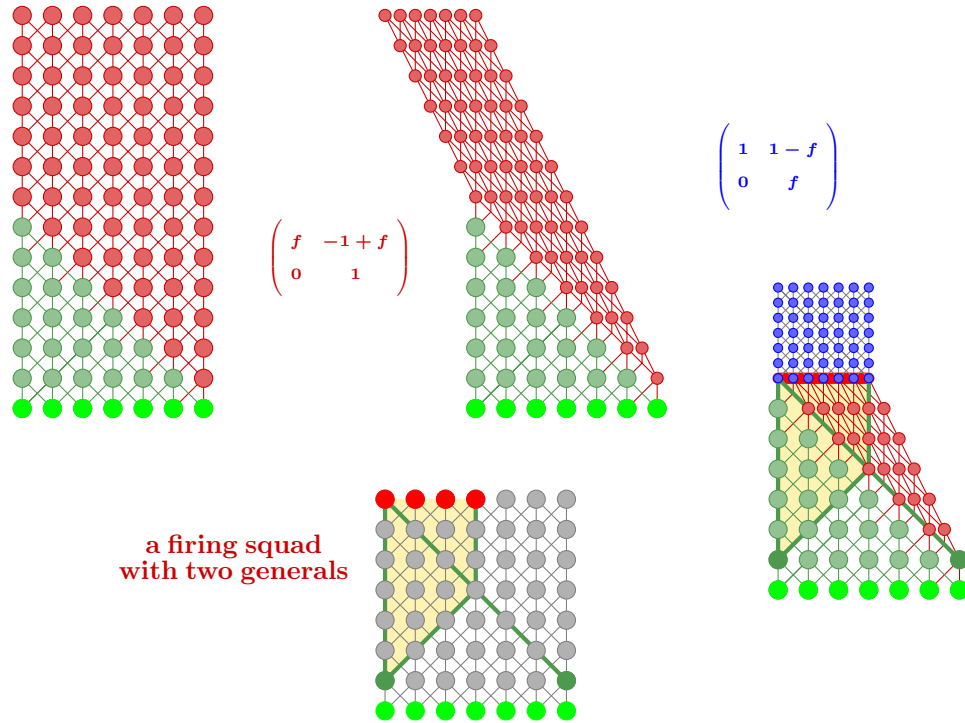 1 1 − f
0 f
f −1 + f
0 1
a firing squad
with two generals